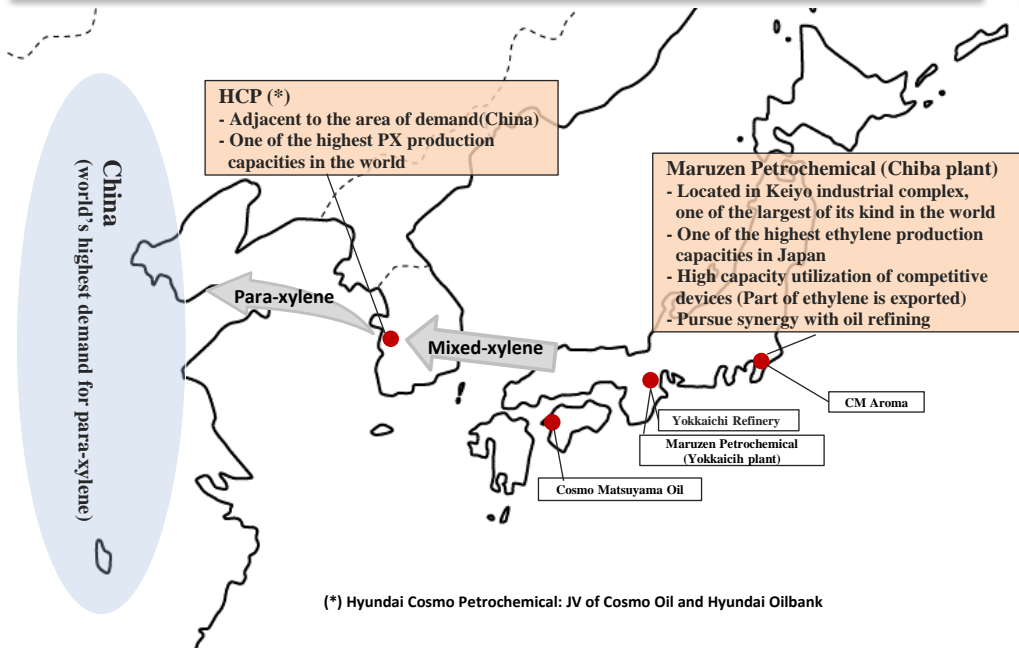 HCP (*)
- Adjacent to the area of demand(China)
- One of the highest PX production
capacities in the world
Maruzen Petrochemical (Chiba plant)
- Located in Keiyo industrial complex,
one of the largest of its kind in the world
- One of the highest ethylene production
capacities in Japan
- High capacity utilization of competitive
devices (Part of ethylene is exported)
- Pursue synergy with oil refining
China
(world's highest demand for para-xylene)
Para-xylene
Mixed-xylene
CM Aroma
Yokkaichi Refinery
Maruzen Petrochemical
(Yokkaicih plant)
Cosmo Matsuyama Oil
(*) Hyundai Cosmo Petrochemical: JV of Cosmo Oil and Hyundai Oilbank